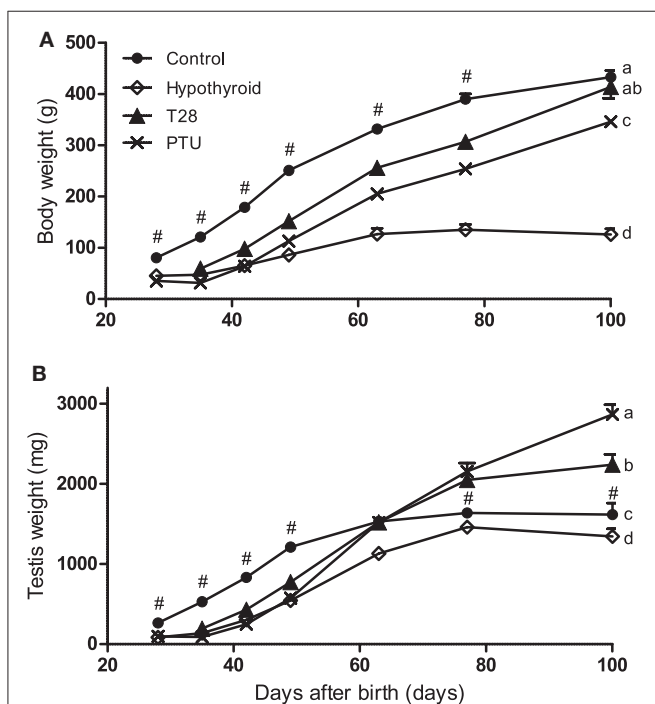 A
500
400
300
200
100
0
Body weight (g)
Control
Hypothyroid
T28
PTU
# # # # # #
a
ab
c
d
20 40 60 80 100
B
3000
2000
1000
0
Testis weight (mg)
# # # # # #
a
b
c
d
20 40 60 80 100
Days after birth (days)